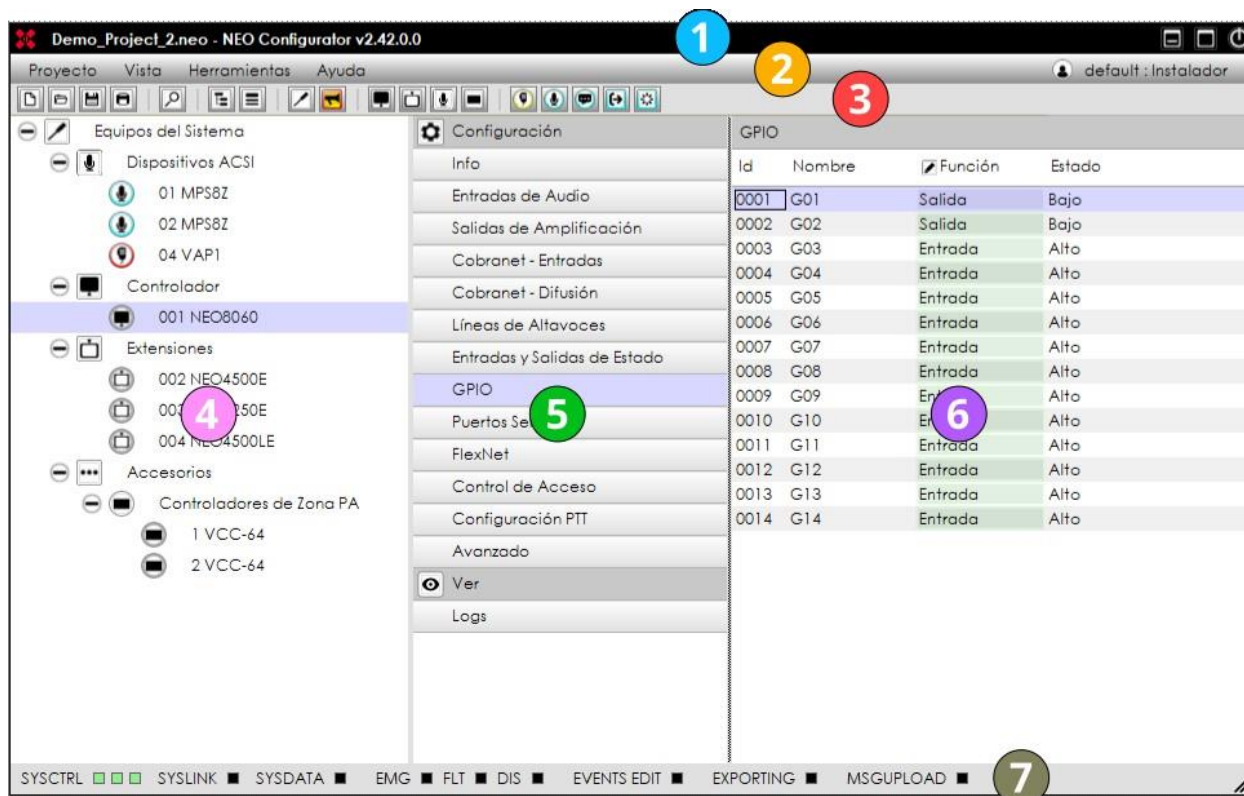 Demo_Project_2.neo - NEO Configurator v2.42.0.0
1
Proyecto Vista Herramientas Ayuda
2
default : Instalador
3
Equipos del Sistema
Dispositivos ACSI
01 MPS8Z
02 MPS8Z
04 VAP1
Controlador
001 NEO8060
Extensiones
002 NEO4500E
003 250E
004 NEO4500LE
4
Accesorios
Controladores de Zona PA
1 VCC-64
2 VCC-64
Configuración
Info
Entradas de Audio
Salidas de Amplificación
Cobranet - Entradas
Cobranet - Difusión
Líneas de Altavoces
Entradas y Salidas de Estado
GPIO
5
Puertos Se
FlexNet
Control de Acceso
Configuración PTT
Avanzado
Ver
Logs
GPIO
Id Nombre Función Estado
0001 G01 Salida Bajo
0002 G02 Salida Bajo
0003 G03 Entrada Alto
0004 G04 Entrada Alto
0005 G05 Entrada Alto
0006 G06 Entrada Alto
0007 G07 Entrada Alto
0008 G08 Entrada Alto
0009 G09 Alto
0010 G10 Alto
6
0011 G11 Entrada Alto
0012 G12 Entrada Alto
0013 G13 Entrada Alto
0014 G14 Entrada Alto
SYSCTRL SYSLINK SYSDATA EMG FLT DIS EVENTS EDIT EXPORTING MSGUPLOAD
7